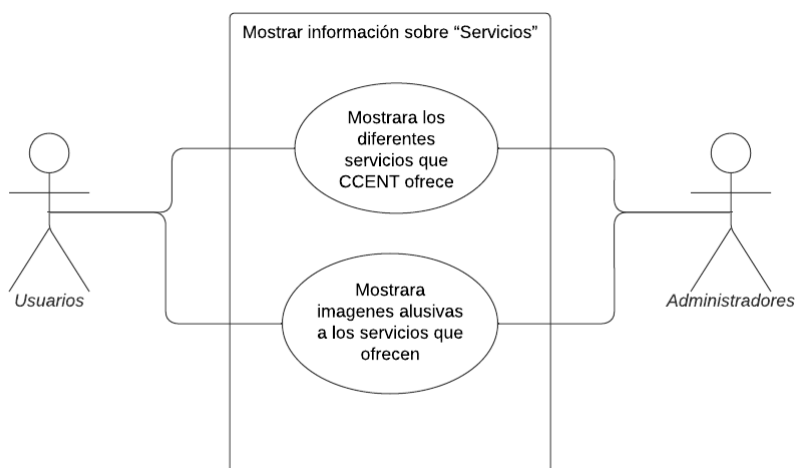 Mostrar información sobre “Servicios”
Mostrara los
diferentes
servicios que
CCENT ofrece
Usuarios
Administradores
Mostrara
imagenes alusivas
a los servicios que
ofrecen